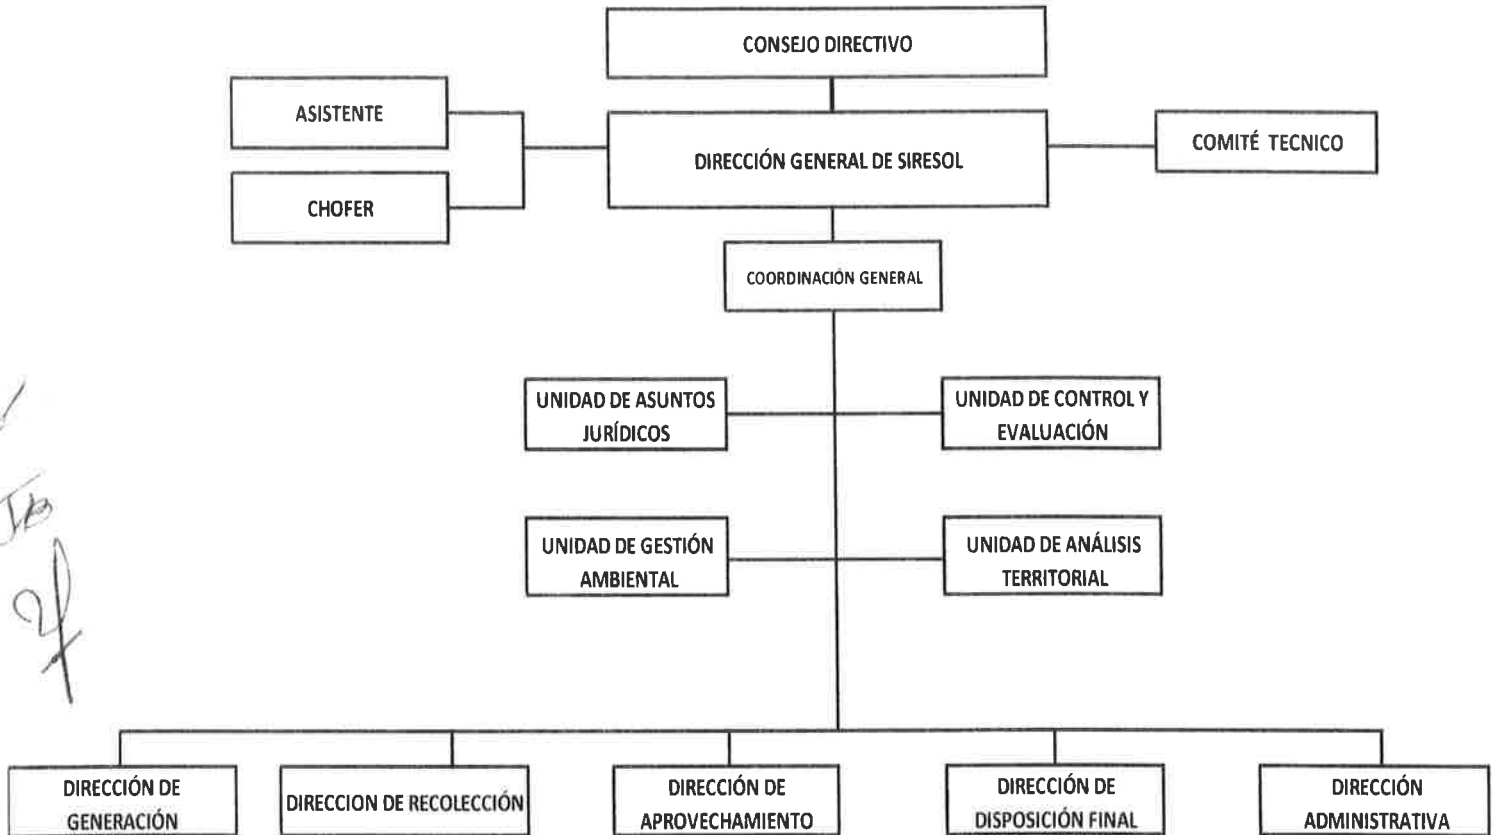 CONSEJO DIRECTIVO
ASISTENTE
CHOFER
DIRECCIÓN GENERAL DE SIRESOL
COMITÉ TECNICO
COORDINACIÓN GENERAL
UNIDAD DE ASUNTOS
JURÍDICOS
UNIDAD DE CONTROL Y
EVALUACIÓN
UNIDAD DE GESTIÓN
AMBIENTAL
UNIDAD DE ANÁLISIS
TERRITORIAL
DIRECCIÓN DE
GENERACIÓN
DIRECCION DE RECOLECCIÓN
DIRECCIÓN DE
APROVECHAMIENTO
DIRECCIÓN DE
DISPOSICIÓN FINAL
DIRECCIÓN
ADMINISTRATIVA